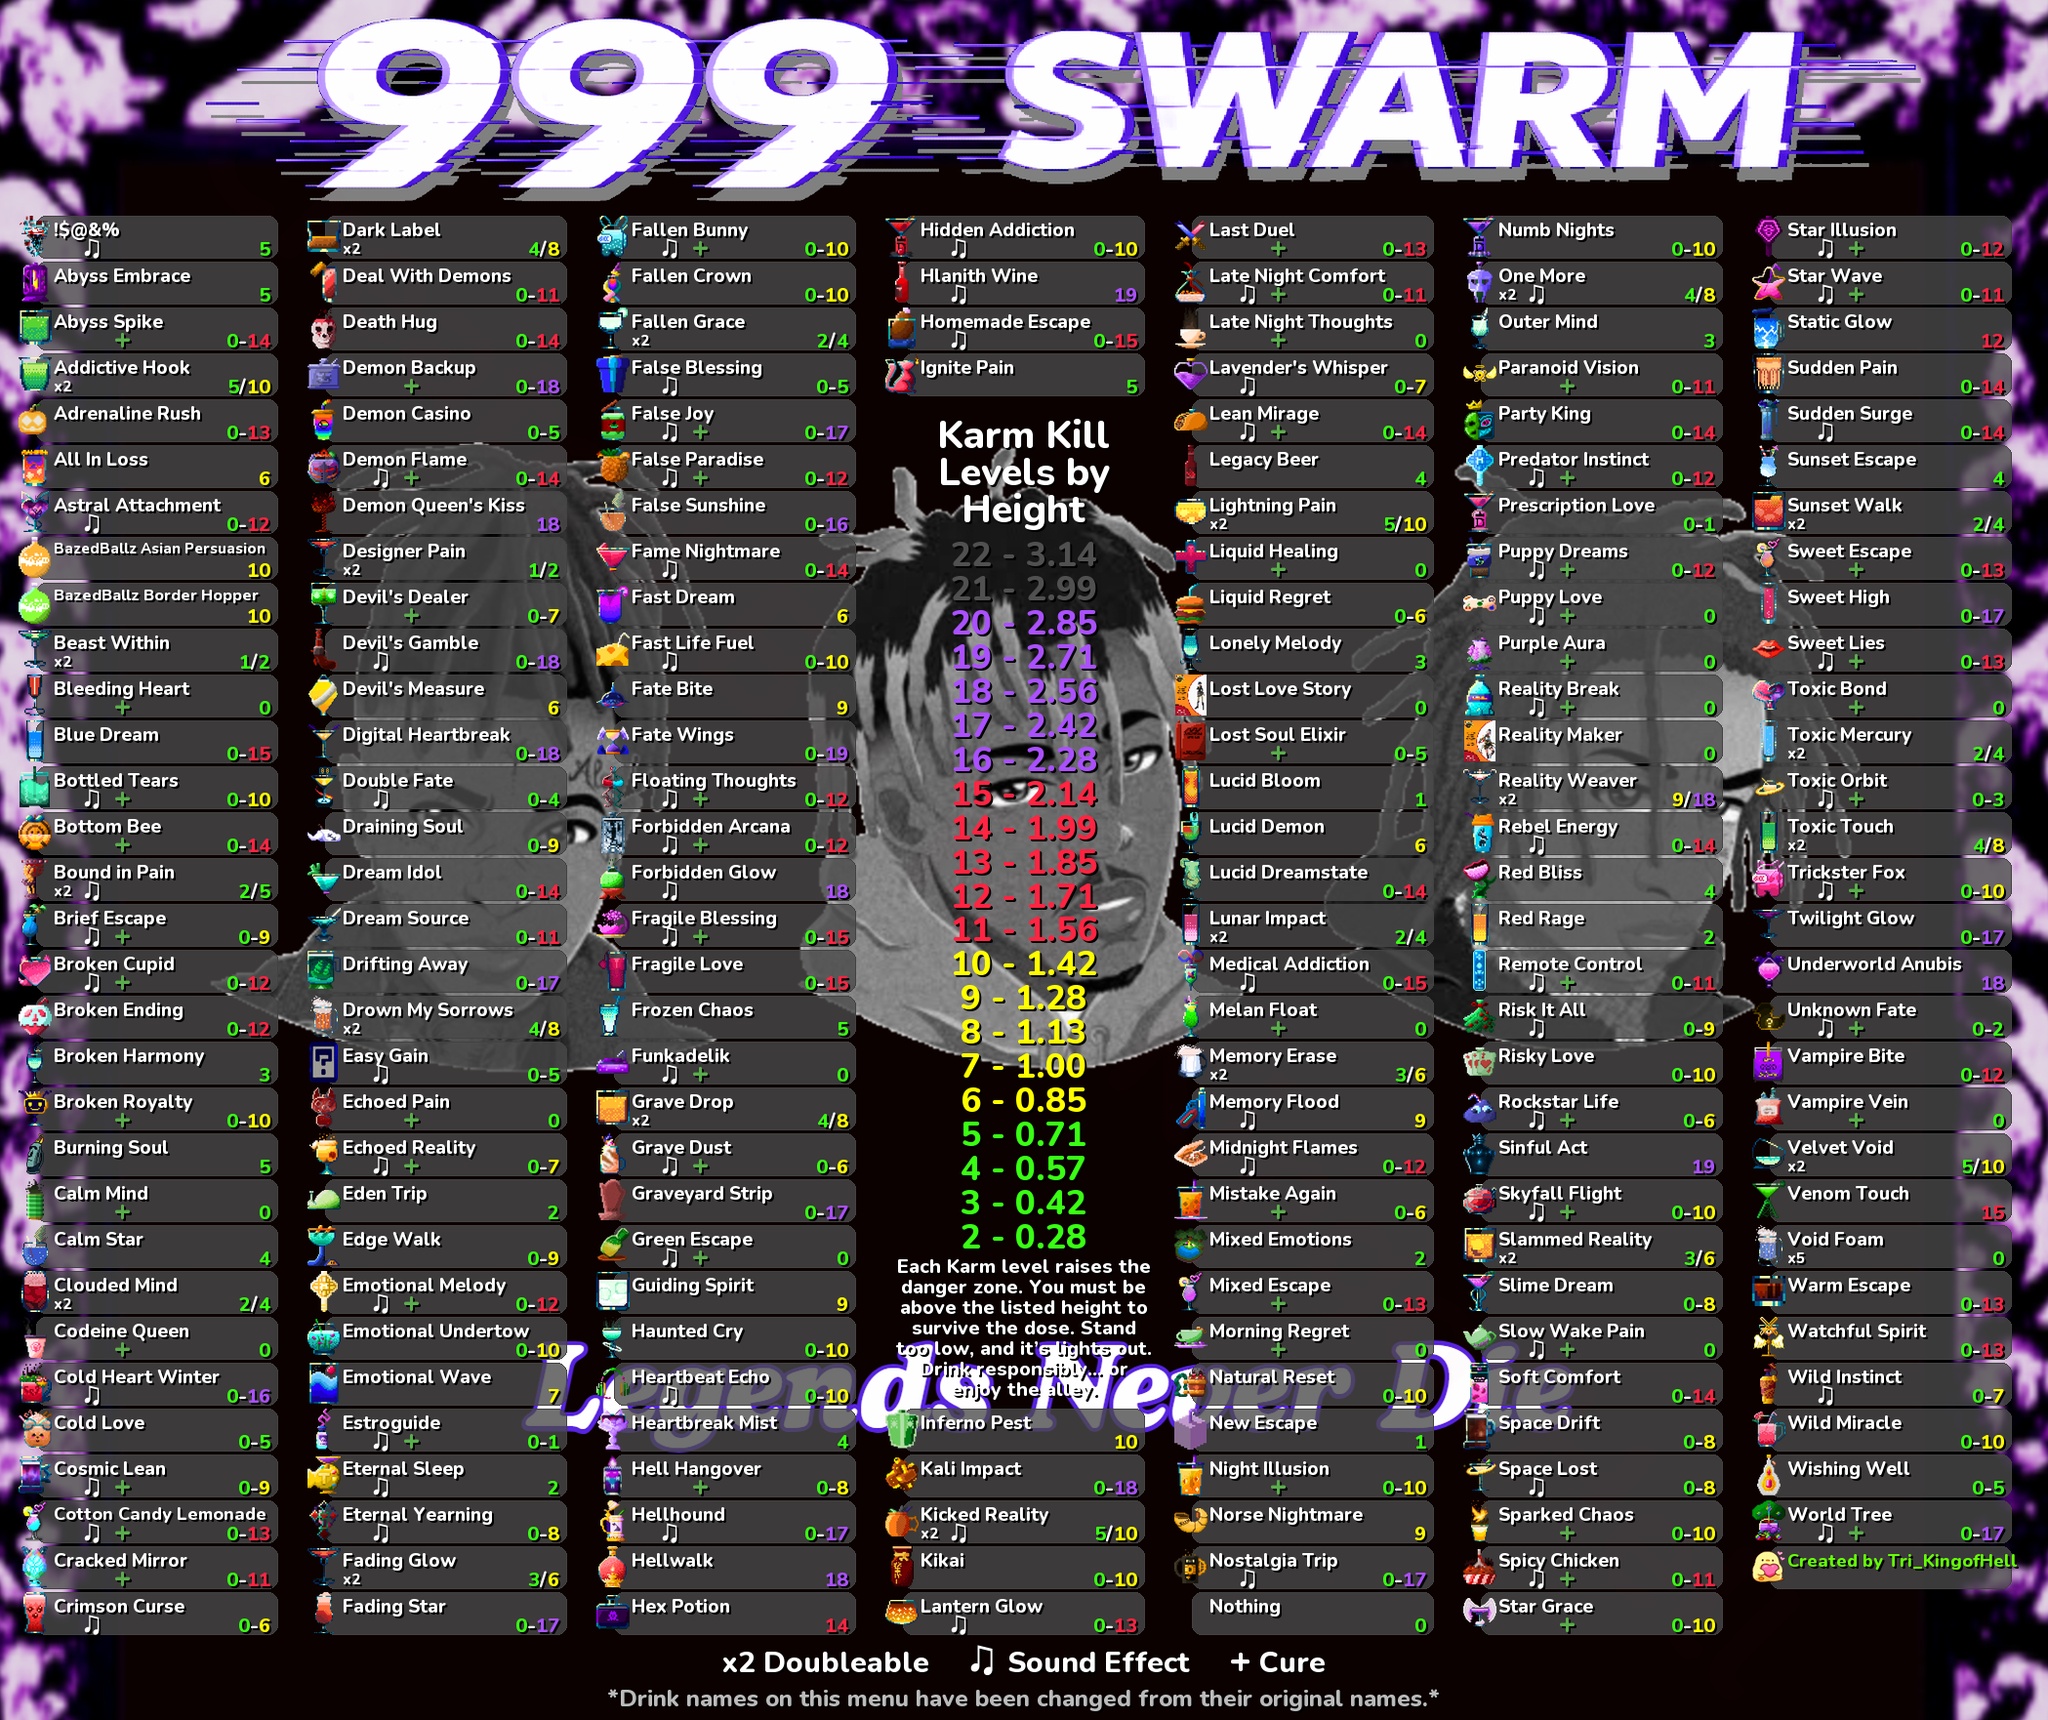 999 SWARM
!$@&%
♫ 5
Abyss Embrace
5
Abyss Spike
+ 0-14
Addictive Hook
x2 5/10
Adrenaline Rush
0-13
All In Loss
6
Astral Attachment
♫ 0-12
BazedBallz Asian Persuasion
10
BazedBallz Border Hopper
10
Beast Within
x2 1/2
Bleeding Heart
+ 0
Blue Dream
0-15
Bottled Tears
♫ + 0-10
Bottom Bee
+ 0-14
Bound in Pain
x2 ♫ 2/5
Brief Escape
♫ + 0-9
Broken Cupid
♫ + 0-12
Broken Ending
0-12
Broken Harmony
3
Broken Royalty
+ 0-10
Burning Soul
5
Calm Mind
+ 0
Calm Star
4
Clouded Mind
x2 2/4
Codeine Queen
+ 0
Cold Heart Winter
♫ 0-16
Cold Love
0-5
Cosmic Lean
♫ + 0-9
Cotton Candy Lemonade
♫ + 0-13
Cracked Mirror
+ 0-11
Crimson Curse
♫ 0-6
Dark Label
x2 4/8
Deal With Demons
0-11
Death Hug
0-14
Demon Backup
+ 0-18
Demon Casino
0-5
Demon Flame
♫ + 0-14
Demon Queen's Kiss
18
Designer Pain
x2 1/2
Devil's Dealer
+ 0-7
Devil's Gamble
♫ 0-18
Devil's Measure
6
Digital Heartbreak
0-18
Double Fate
♫ 0-4
Draining Soul
0-9
Dream Idol
0-14
Dream Source
0-11
Drifting Away
0-17
Drown My Sorrows
x2 4/8
Easy Gain
♫ 0-5
Echoed Pain
+ 0
Echoed Reality
♫ + 0-7
Eden Trip
2
Edge Walk
0-9
Emotional Melody
♫ + 0-12
Emotional Undertow
0-10
Emotional Wave
7
Estroguide
♫ + 0-1
Eternal Sleep
♫ 2
Eternal Yearning
♫ 0-8
Fading Glow
x2 3/6
Fading Star
0-17
Fallen Bunny
♫ + 0-10
Fallen Crown
0-10
Fallen Grace
x2 2/4
False Blessing
♫ 0-5
False Joy
♫ + 0-17
False Paradise
♫ + 0-12
False Sunshine
0-16
Fame Nightmare
♫ 0-14
Fast Dream
6
Fast Life Fuel
♫ 0-10
Fate Bite
9
Fate Wings
0-19
Floating Thoughts
♫ + 0-12
Forbidden Arcana
♫ + 0-12
Forbidden Glow
♫ 18
Fragile Blessing
♫ + 0-15
Fragile Love
0-15
Frozen Chaos
5
Funkadelik
♫ + 0
Grave Drop
x2 4/8
Grave Dust
♫ + 0-6
Graveyard Strip
0-17
Green Escape
♫ + 0
Guiding Spirit
9
Haunted Cry
0-10
Heartbeat Echo
♫ 0-10
Heartbreak Mist
4
Hell Hangover
+ 0-8
Hellhound
♫ 0-17
Hellwalk
18
Hex Potion
14
Hidden Addiction
♫ 0-10
Hlanith Wine
♫ 19
Homemade Escape
♫ 0-15
Ignite Pain
5
Karm Kill
Levels by
Height
22 - 3.14
21 - 2.99
20 - 2.85
19 - 2.71
18 - 2.56
17 - 2.42
16 - 2.28
15 - 2.14
14 - 1.99
13 - 1.85
12 - 1.71
11 - 1.56
10 - 1.42
9 - 1.28
8 - 1.13
7 - 1.00
6 - 0.85
5 - 0.71
4 - 0.57
3 - 0.42
2 - 0.28
Each Karm level raises the
danger zone. You must be
above the listed height to
survive the dose. Stand
too low, and it's lights out.
Drink responsibly... or
enjoy the alley.
Legends Never Die
Inferno Pest
10
Kali Impact
0-18
Kicked Reality
x2 ♫ 5/10
Kikai
0-10
Lantern Glow
♫ 0-13
Last Duel
+ 0-13
Late Night Comfort
♫ + 0-11
Late Night Thoughts
+ 0
Lavender's Whisper
♫ 0-7
Lean Mirage
♫ + 0-14
Legacy Beer
4
Lightning Pain
x2 5/10
Liquid Healing
+ 0
Liquid Regret
0-6
Lonely Melody
3
Lost Love Story
0
Lost Soul Elixir
+ 0-5
Lucid Bloom
1
Lucid Demon
6
Lucid Dreamstate
0-14
Lunar Impact
x2 2/4
Medical Addiction
0-15
Melan Float
0
Memory Erase
x2 3/6
Memory Flood
♫ 9
Midnight Flames
♫ 0-12
Mistake Again
+ 0-6
Mixed Emotions
2
Mixed Escape
+ 0-13
Morning Regret
+ 0
Natural Reset
0-10
New Escape
1
Night Illusion
+ 0-10
Norse Nightmare
9
Nostalgia Trip
♫ 0-17
Nothing
0
Numb Nights
0-10
One More
x2 ♫ 4/8
Outer Mind
3
Paranoid Vision
+ 0-11
Party King
0-14
Predator Instinct
♫ + 0-12
Prescription Love
0-1
Puppy Dreams
♫ + 0-12
Puppy Love
♫ + 0
Purple Aura
+ 0
Reality Break
♫ + 0
Reality Maker
0
Reality Weaver
x2 9/18
Rebel Energy
♫ 0-14
Red Bliss
4
Red Rage
2
Remote Control
♫ + 0-11
Risk It All
♫ 0-9
Risky Love
0-10
Rockstar Life
♫ + 0-6
Sinful Act
19
Skyfall Flight
♫ + 0-10
Slammed Reality
x2 3/6
Slime Dream
0-8
Slow Wake Pain
♫ + 0
Soft Comfort
0-14
Space Drift
0-8
Space Lost
♫ 0-8
Sparked Chaos
+ 0-10
Spicy Chicken
♫ + 0-11
Star Grace
+ 0-10
Star Illusion
♫ + 0-12
Star Wave
♫ + 0-11
Static Glow
12
Sudden Pain
0-14
Sudden Surge
♫ 0-14
Sunset Escape
4
Sunset Walk
x2 2/4
Sweet Escape
+ 0-13
Sweet High
0-17
Sweet Lies
♫ + 0-13
Toxic Bond
+ 0
Toxic Mercury
x2 2/4
Toxic Orbit
♫ + 0-3
Toxic Touch
x2 4/8
Trickster Fox
♫ + 0-10
Twilight Glow
0-17
Underworld Anubis
18
Unknown Fate
♫ + 0-2
Vampire Bite
0-12
Vampire Vein
+ 0
Velvet Void
x2 5/10
Venom Touch
15
Void Foam
x5 0
Warm Escape
0-13
Watchful Spirit
0-13
Wild Instinct
♫ 0-7
Wild Miracle
0-10
Wishing Well
0-5
World Tree
♫ + 0-17
Created by Tri_KingofHell
x2 Doubleable ♫ Sound Effect + Cure
*Drink names on this menu have been changed from their original names.*